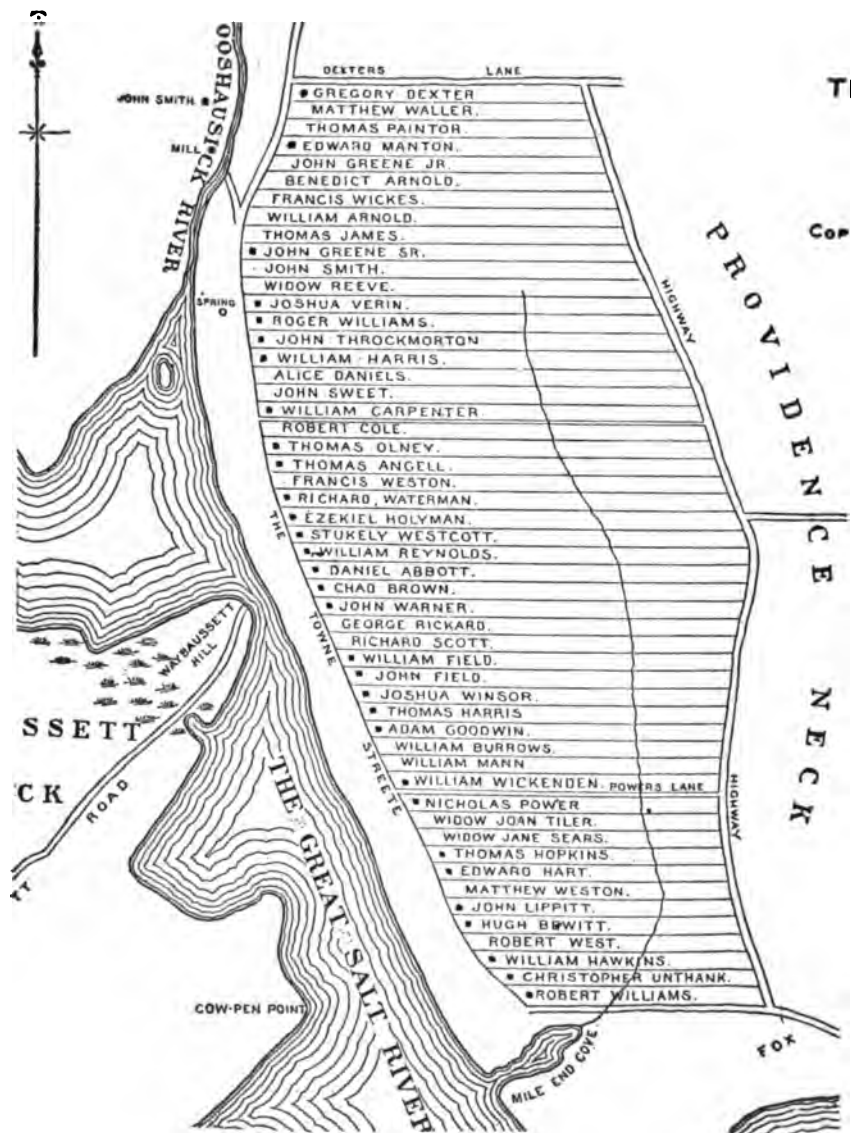 DEXTERS LANE
GREGORY DEXTER
MATTHEW WALLER.
THOMAS PAINTOR.
EDWARD MANTON.
JOHN GREENE JR.
BENEDICT ARNOLD.
FRANCIS WICKES.
WILLIAM ARNOLD.
THOMAS JAMES.
JOHN GREENE SR.
JOHN SMITH.
WIDOW REEVE.
JOSHUA VERIN.
ROGER WILLIAMS.
JOHN THROCKMORTON
WILLIAM HARRIS.
ALICE DANIELS.
JOHN SWEET.
WILLIAM CARPENTER
ROBERT COLE.
THOMAS OLNEY.
THOMAS ANGELL.
FRANCIS WESTON.
RICHARD WATERMAN.
EZEKIEL HOLYMAN.
STUKELY WESTCOTT.
WILLIAM REYNOLDS.
DANIEL ABBOTT.
CHAD BROWN.
JOHN WARNER.
GEORGE RICKARD.
RICHARD SCOTT.
WILLIAM FIELD.
JOHN FIELD.
JOSHUA WINSOR.
THOMAS HARRIS
ADAM GOODWIN.
WILLIAM BURROWS.
WILLIAM MANN
WILLIAM WICKENDEN. POWERS LANE
NICHOLAS POWER
WIDOW JOAN TILER.
WIDOW JANE SEARS.
THOMAS HOPKINS.
EDWARD HART.
MATTHEW WESTON.
JOHN LIPPITT.
HUGH BEWITT.
ROBERT WEST.
WILLIAM HAWKINS.
CHRISTOPHER UNTHANK.
ROBERT WILLIAMS.
OOSHAUSICK RIVER
JOHN SMITH
MILL
SPRING
THE TOWNE STREETE
HIGHWAY
HIGHWAY
PROVIDENCE NECK
COP
WAYBAUSSETT
HILL
SSETT
CK
ROAD
TT
THE GREAT SALT RIVER
COW-PEN POINT
MILE END COVE
FOX